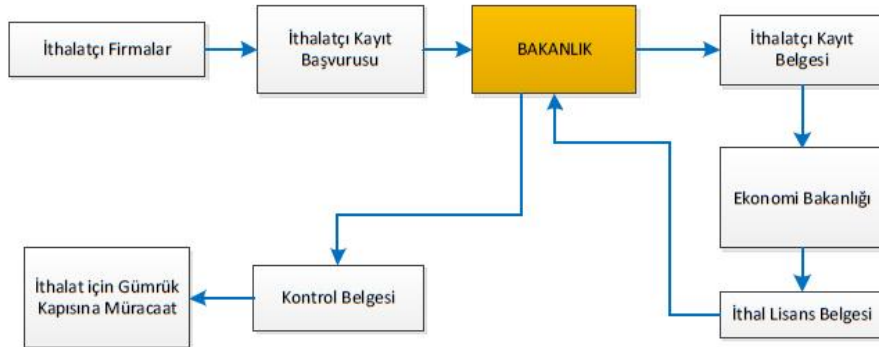 İthalatçı Firmalar
İthalatçı Kayıt
Başvurusu
BAKANLIK
İthalatçı Kayıt
Belgesi
Ekonomi Bakanlığı
İthal Lisans Belgesi
Kontrol Belgesi
İthalat için Gümrük
Kapısına Müracaat